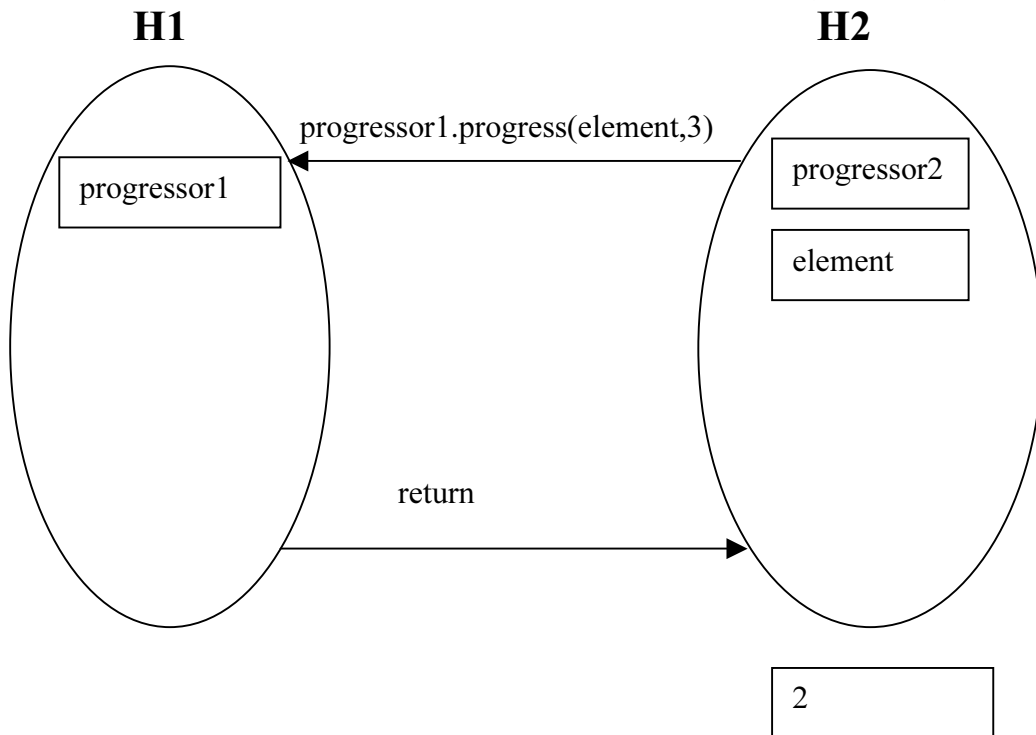 H1
H2
progressor1.progress(element,3)
progressor1
progressor2
element
return
2